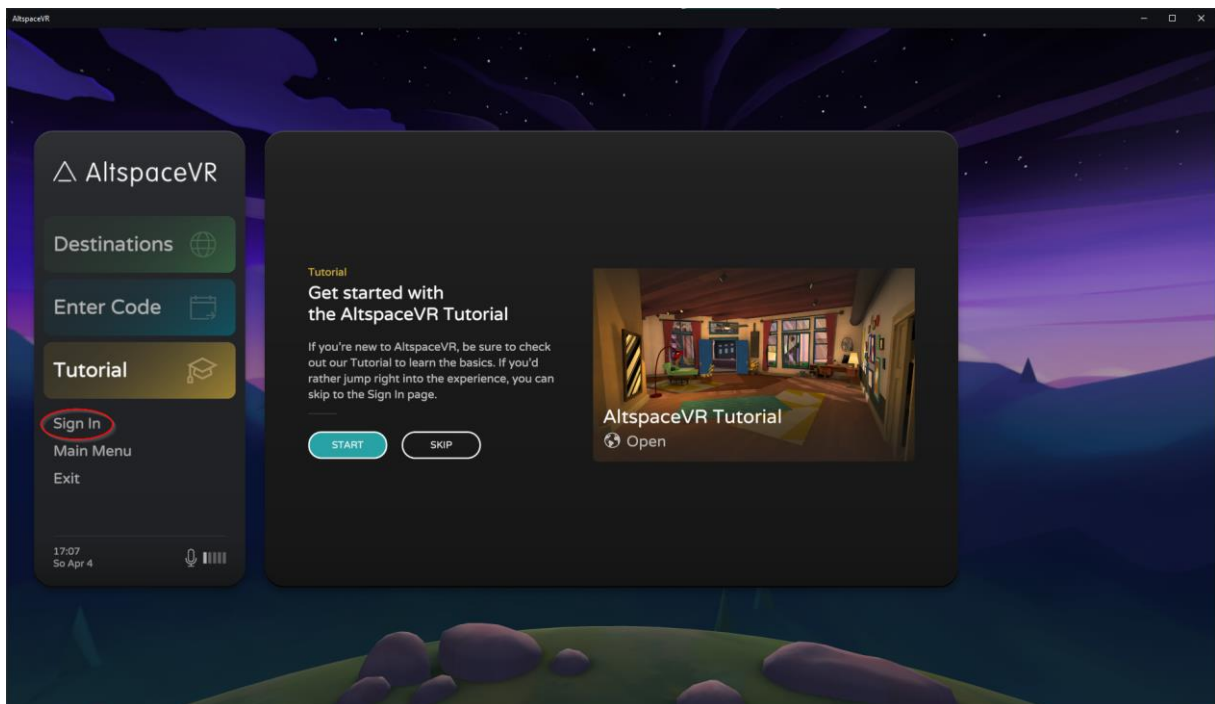 AltspaceVR
AltspaceVR
Destinations
Enter Code
Tutorial
Sign In
Main Menu
Exit
17:07
So Apr 4
Tutorial
Get started with
the AltspaceVR Tutorial
If you're new to AltspaceVR, be sure to check
out our Tutorial to learn the basics. If you'd
rather jump right into the experience, you can
skip to the Sign In page.
START
SKIP
AltspaceVR Tutorial
Open